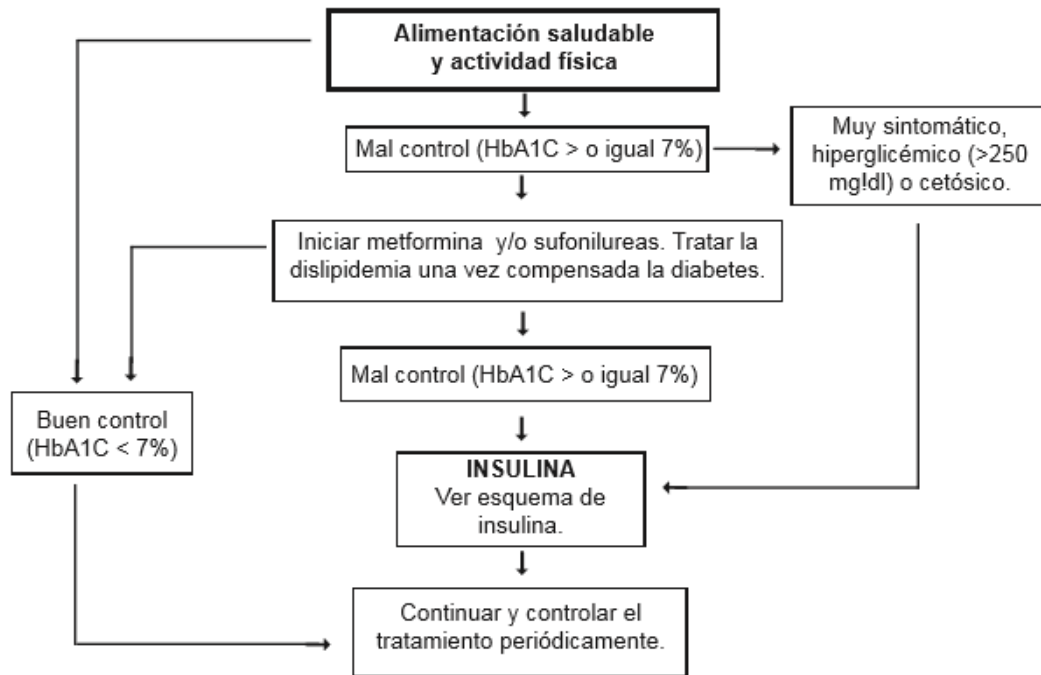 Alimentación saludable
y actividad física
Mal control (HbA1C > o igual 7%)
Muy sintomático,
hiperglicémico (>250
mg!dl) o cetósico.
Iniciar metformina y/o sufonilureas. Tratar la
dislipidemia una vez compensada la diabetes.
Mal control (HbA1C > o igual 7%)
Buen control
(HbA1C < 7%)
INSULINA
Ver esquema de
insulina.
Continuar y controlar el
tratamiento periódicamente.